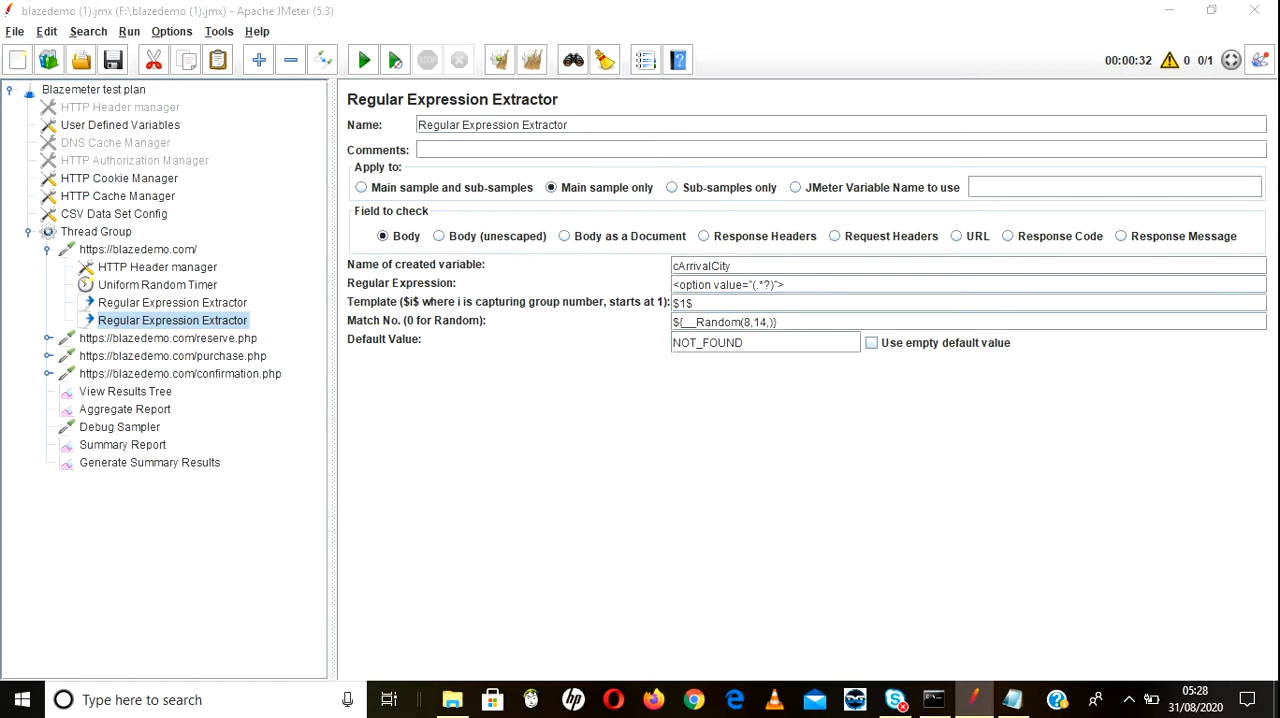 blazedemo (1).jmx (F:\blazedemo (1).jmx) - Apache JMeter (5.3)
File Edit Search Run Options Tools Help
STOP 00:00:32 0 0/1
Blazemeter test plan
HTTP Header manager
User Defined Variables
DNS Cache Manager
HTTP Authorization Manager
HTTP Cookie Manager
HTTP Cache Manager
CSV Data Set Config
Thread Group
https://blazedemo.com/
HTTP Header manager
Uniform Random Timer
Regular Expression Extractor
Regular Expression Extractor
https://blazedemo.com/reserve.php
https://blazedemo.com/purchase.php
https://blazedemo.com/confirmation.php
View Results Tree
Aggregate Report
Debug Sampler
Summary Report
Generate Summary Results
Regular Expression Extractor
Name: Regular Expression Extractor
Comments:
Apply to:
Main sample and sub-samples Main sample only Sub-samples only JMeter Variable Name to use
Field to check
Body Body (unescaped) Body as a Document Response Headers Request Headers URL Response Code Response Message
Name of created variable: cArrivalCity
Regular Expression: <option value="(.*?)">
Template ($i$ where i is capturing group number, starts at 1): $1$
Match No. (0 for Random): ${__Random(8,14,)}
Default Value: NOT_FOUND Use empty default value
Type here to search
05:28
31/08/2020